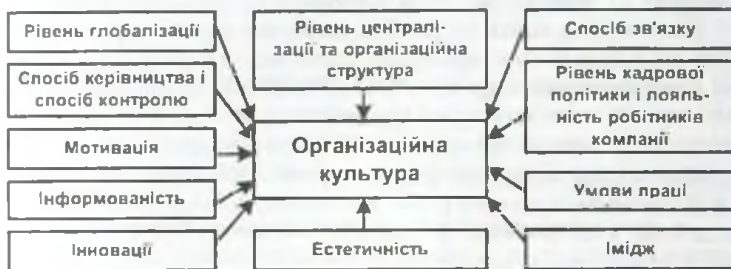 Рівень глобалізації
Спосіб керівництва і
спосіб контролю
Мотивація
Інформованість
Інновації
Рівень централі-
зації та організаційна
структура
Організаційна
культура
Естетичність
Спосіб зв'язку
Рівень кадрової
політики і лояль-
ність робітників
компанії
Умови праці
Імідж